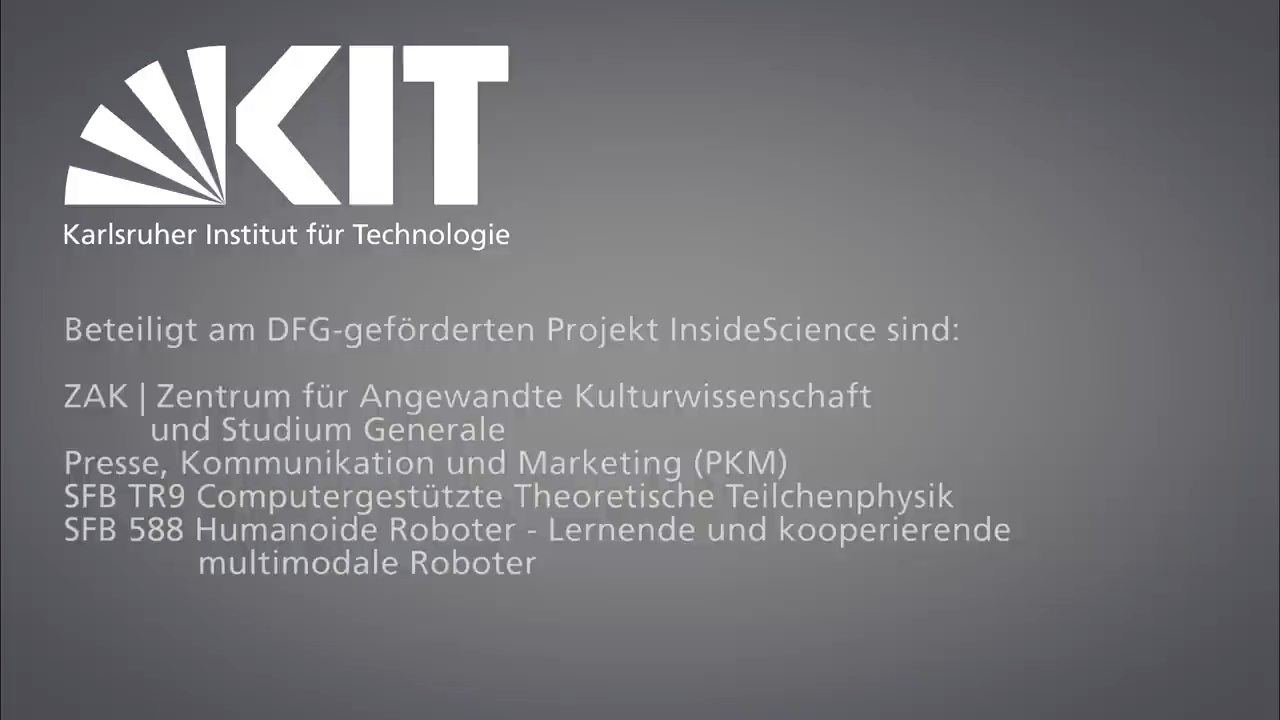 KIT
Karlsruher Institut für Technologie
Beteiligt am DFG-geförderten Projekt InsideScience sind:
ZAK | Zentrum für Angewandte Kulturwissenschaft
und Studium Generale
Presse, Kommunikation und Marketing (PKM)
SFB TR9 Computergestützte Theoretische Teilchenphysik
SFB 588 Humanoide Roboter - Lernende und kooperierende
multimodale Roboter